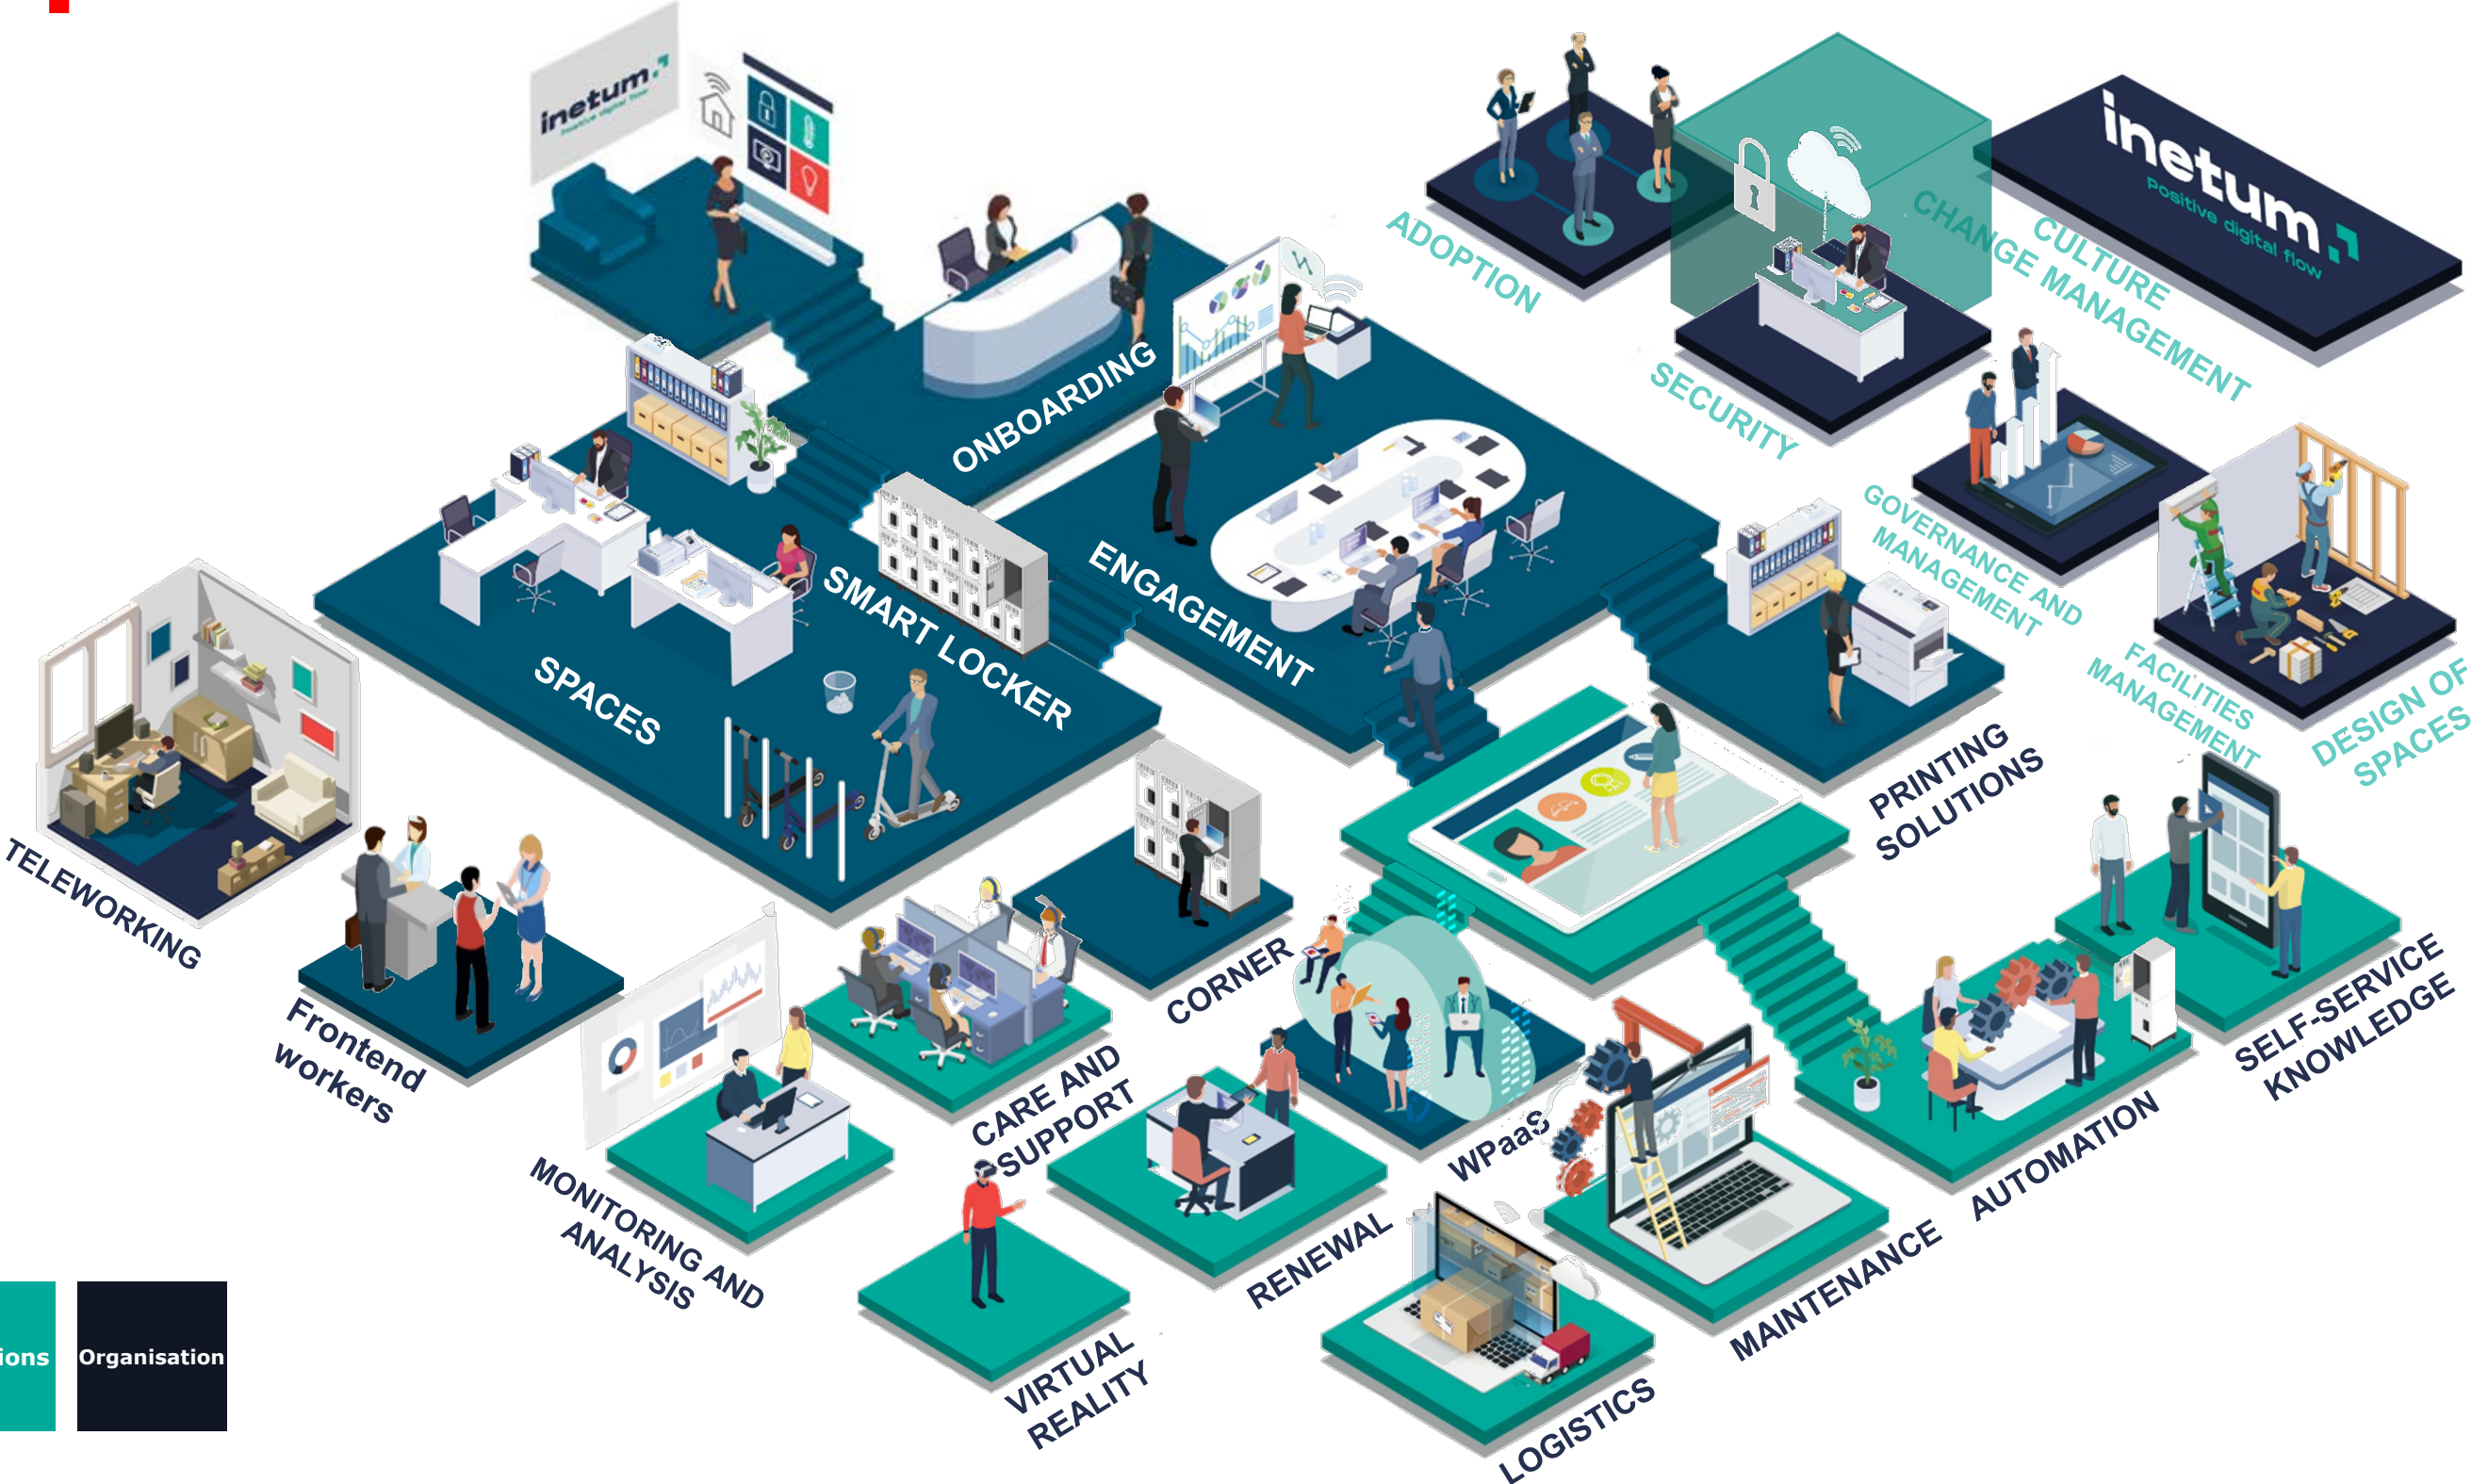 inetum
Positive digital flow
inetum
Positive digital flow
ADOPTION
CHANGE MANAGEMENT
CULTURE
SECURITY
ONBOARDING
GOVERNANCE AND
MANAGEMENT
ENGAGEMENT
SMART LOCKER
SPACES
FACILITIES
MANAGEMENT
DESIGN OF
SPACES
PRINTING
SOLUTIONS
TELEWORKING
Frontend
workers
CORNER
CARE AND
SUPPORT
SELF-SERVICE
KNOWLEDGE
WPaaS
AUTOMATION
MONITORING AND
ANALYSIS
RENEWAL
MAINTENANCE
VIRTUAL
REALITY
LOGISTICS
ions
Organisation